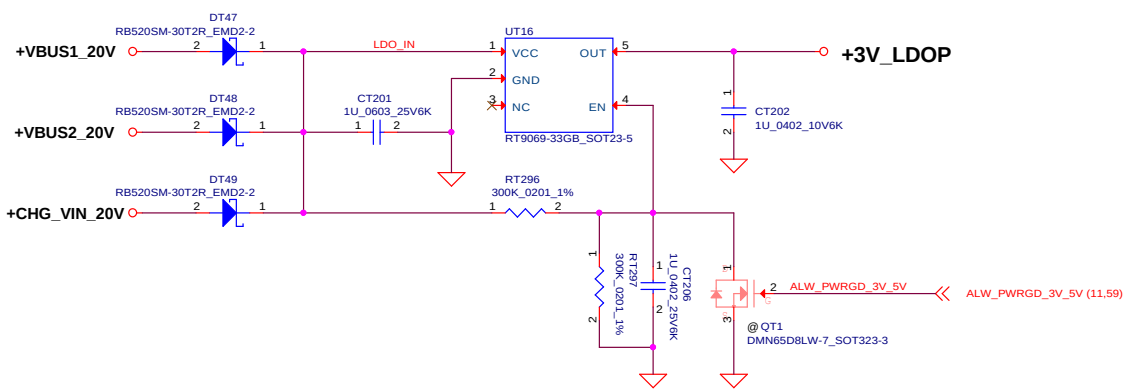 DT47
RB520SM-30T2R_EMD2-2
+VBUS1_20V
2
1
LDO_IN
UT16
1
VCC
OUT
5
+3V_LDOP
2
GND
3
NC
EN
4
RT9069-33GB_SOT23-5
DT48
RB520SM-30T2R_EMD2-2
+VBUS2_20V
2
1
CT201
1U_0603_25V6K
1
2
1
CT202
1U_0402_10V6K
2
DT49
RB520SM-30T2R_EMD2-2
+CHG_VIN_20V
2
1
RT296
300K_0201_1%
1
2
1
RT297
300K_0201_1%
2
1
CT206
1U_0402_25V6K
2
1
2
ALW_PWRGD_3V_5V
ALW_PWRGD_3V_5V (11,59)
G
3
@QT1
DMN65D8LW-7_SOT323-3